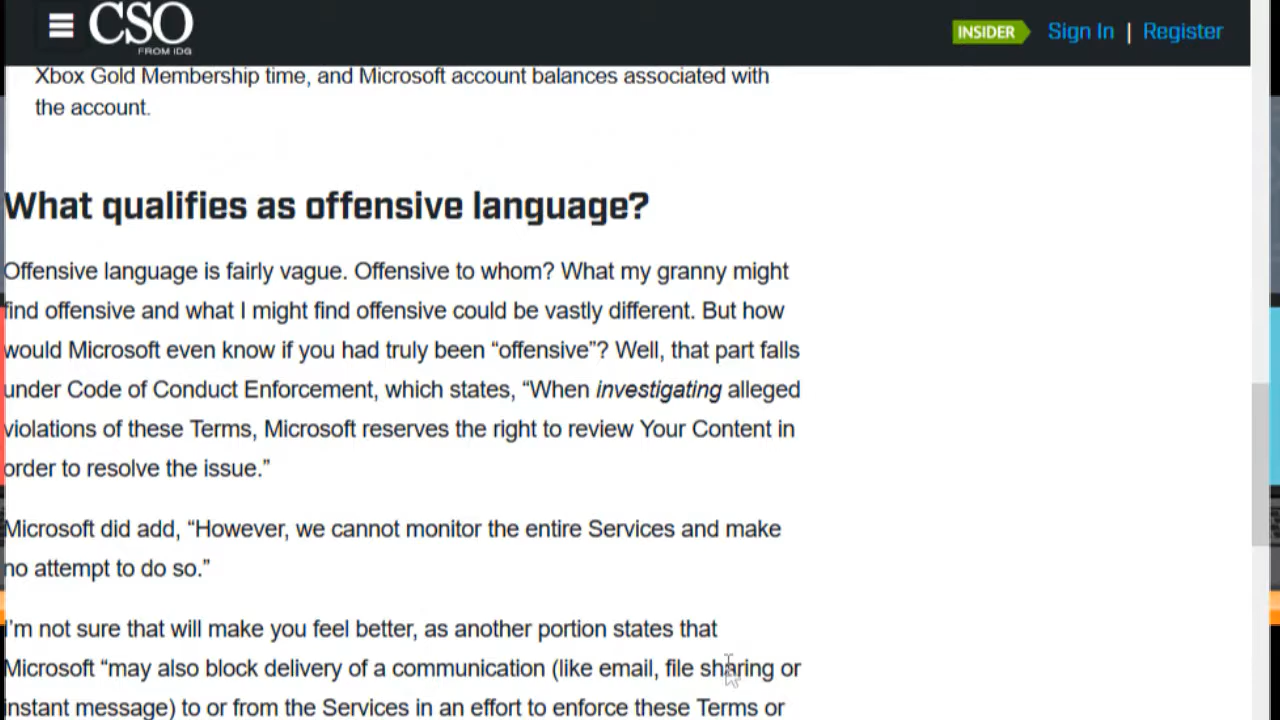 CSO
FROM IDG
INSIDER Sign In | Register
Xbox Gold Membership time, and Microsoft account balances associated with
the account.
What qualifies as offensive language?
Offensive language is fairly vague. Offensive to whom? What my granny might
find offensive and what I might find offensive could be vastly different. But how
would Microsoft even know if you had truly been “offensive”? Well, that part falls
under Code of Conduct Enforcement, which states, “When investigating alleged
violations of these Terms, Microsoft reserves the right to review Your Content in
order to resolve the issue.”
Microsoft did add, “However, we cannot monitor the entire Services and make
no attempt to do so.”
I’m not sure that will make you feel better, as another portion states that
Microsoft “may also block delivery of a communication (like email, file sharing or
instant message) to or from the Services in an effort to enforce these Terms or